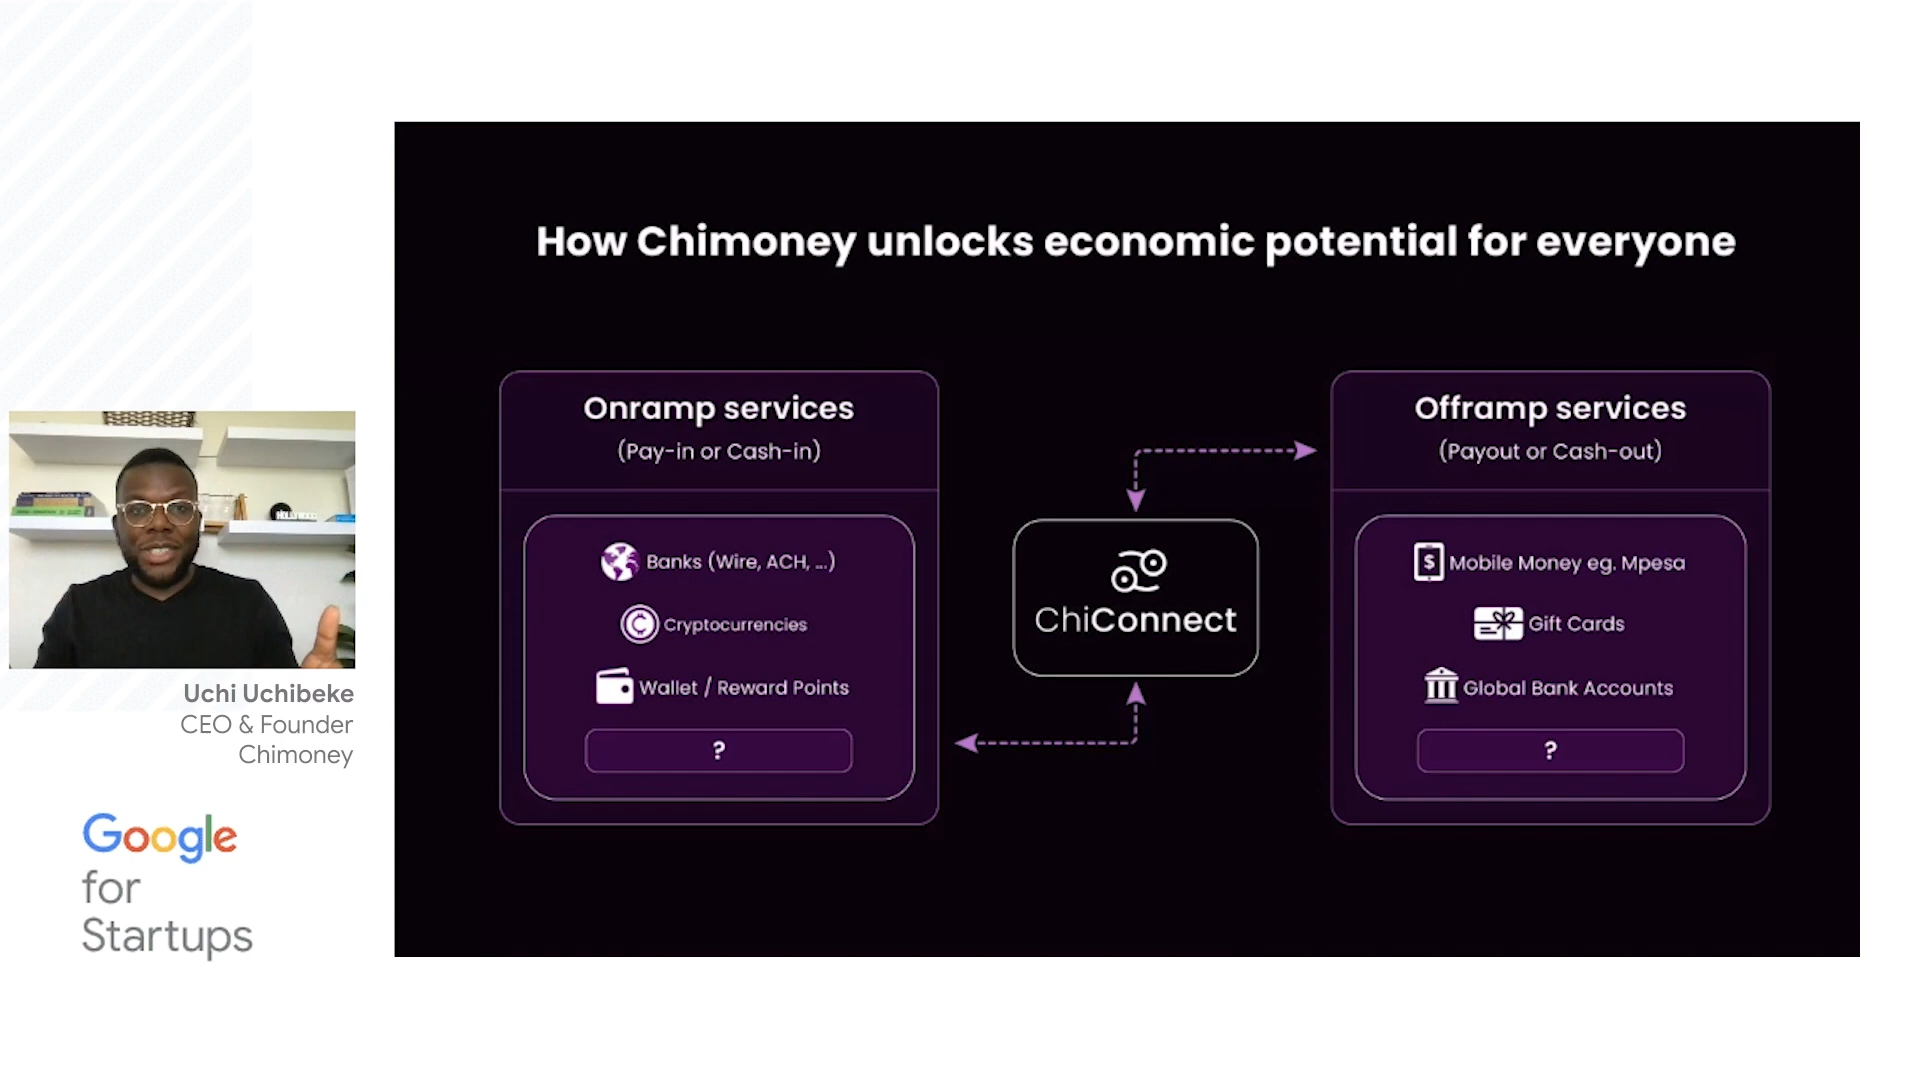 How Chimoney unlocks economic potential for everyone
Onramp services
(Pay-in or Cash-in)
Banks (Wire, ACH, ...)
Cryptocurrencies
Wallet / Reward Points
?
ChiConnect
Offramp services
(Payout or Cash-out)
$
Mobile Money eg. Mpesa
Gift Cards
Global Bank Accounts
?
HOLLYWOOD
Uchi Uchibeke
CEO & Founder
Chimoney
Google
for
Startups